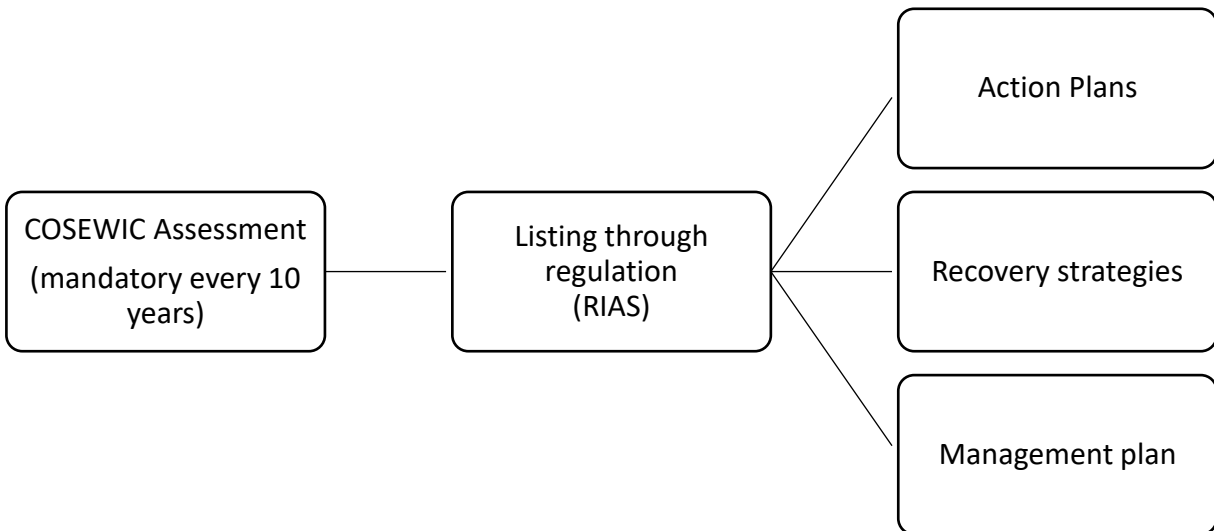 COSEWIC Assessment
(mandatory every 10
years)
Listing through
regulation
(RIAS)
Action Plans
Recovery strategies
Management plan